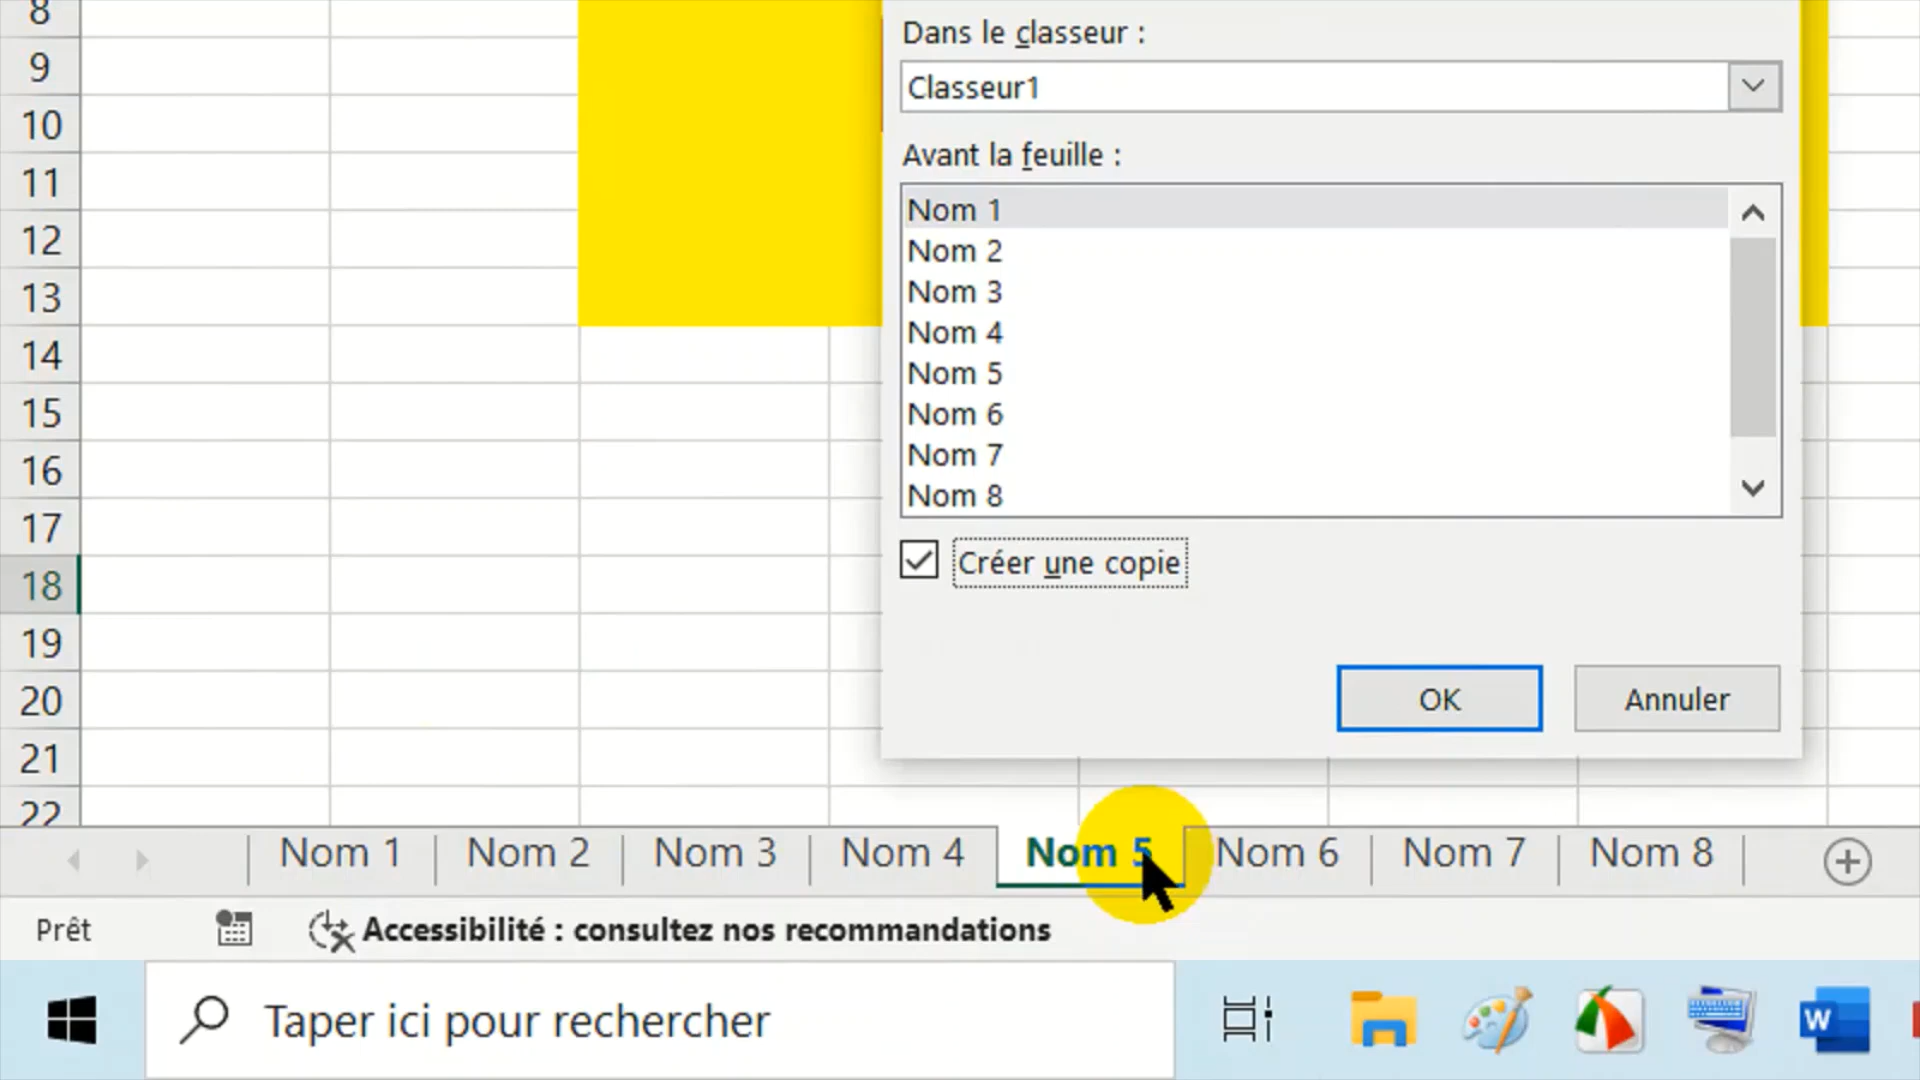 8
9
10
11
12
13
14
15
16
17
18
19
20
21
22
Dans le classeur :
Classeur1
Avant la feuille :
Nom 1
Nom 2
Nom 3
Nom 4
Nom 5
Nom 6
Nom 7
Nom 8
Créer une copie
OK Annuler
Nom 1 Nom 2 Nom 3 Nom 4 Nom 5 Nom 6 Nom 7 Nom 8
Prêt Accessibilité : consultez nos recommandations
Taper ici pour rechercher W